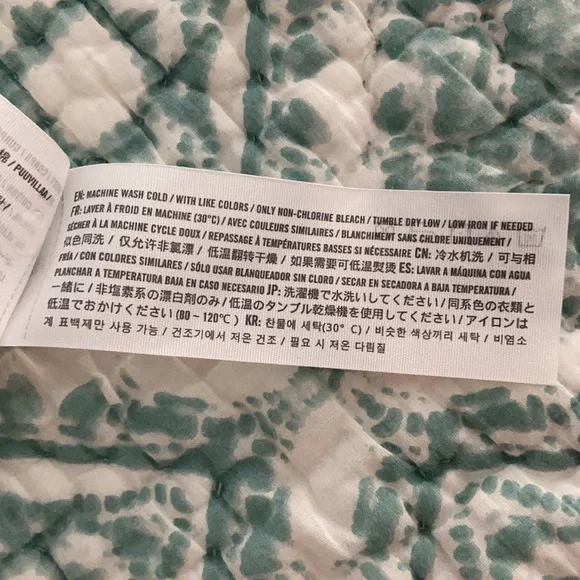 EN: MACHINE WASH COLD / WITH LIKE COLORS / ONLY NON-CHLORINE BLEACH / TUMBLE DRY LOW / LOW IRON IF NEEDED
FR: LAVER À FROID EN MACHINE (30°C) / AVEC COULEURS SIMILAIRES / BLANCHIMENT SANS CHLORE UNIQUEMENT /
SÉCHER À LA MACHINE CYCLE DOUX / REPASSAGE À TEMPÉRATURES BASSES SI NÉCESSAIRE CN: 冷水机洗 / 可与相
似色同洗 / 仅允许非氯漂 / 低温翻转干燥 / 如果需要可低温熨烫 ES: LAVAR A MÁQUINA CON AGUA
FRÍA / CON COLORES SIMILARES / SÓLO USAR BLANQUEADOR SIN CLORO / SECAR EN SECADORA A BAJA TEMPERATURA /
PLANCHAR A TEMPERATURA BAJA EN CASO NECESARIO JP: 洗濯機で水洗いしてください / 同系色の衣類と
一緒に / 非塩素系の漂白剤のみ / 低温のタンブル乾燥機を使用してください / アイロンは
低温でおかけください (80 ~ 120℃) KR: 찬물에 세탁(30° C) / 비슷한 색상끼리 세탁 / 비염소
계 표백제만 사용 가능 / 건조기에서 저온 건조 / 필요 시 저온 다림질
/ PUUVILLAA /